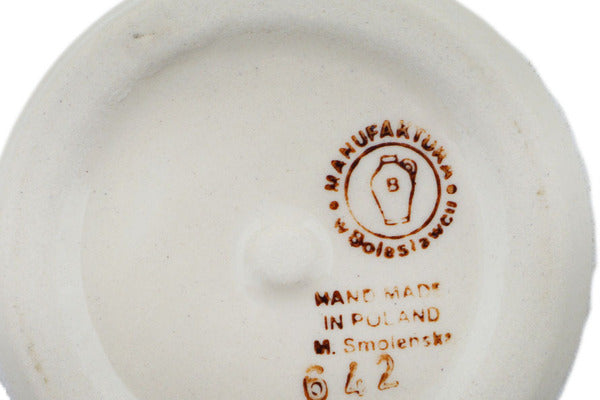 MANUFAKTURA
B
w Bolesławcu
HAND MADE
IN POLAND
M. Smoleńska
642